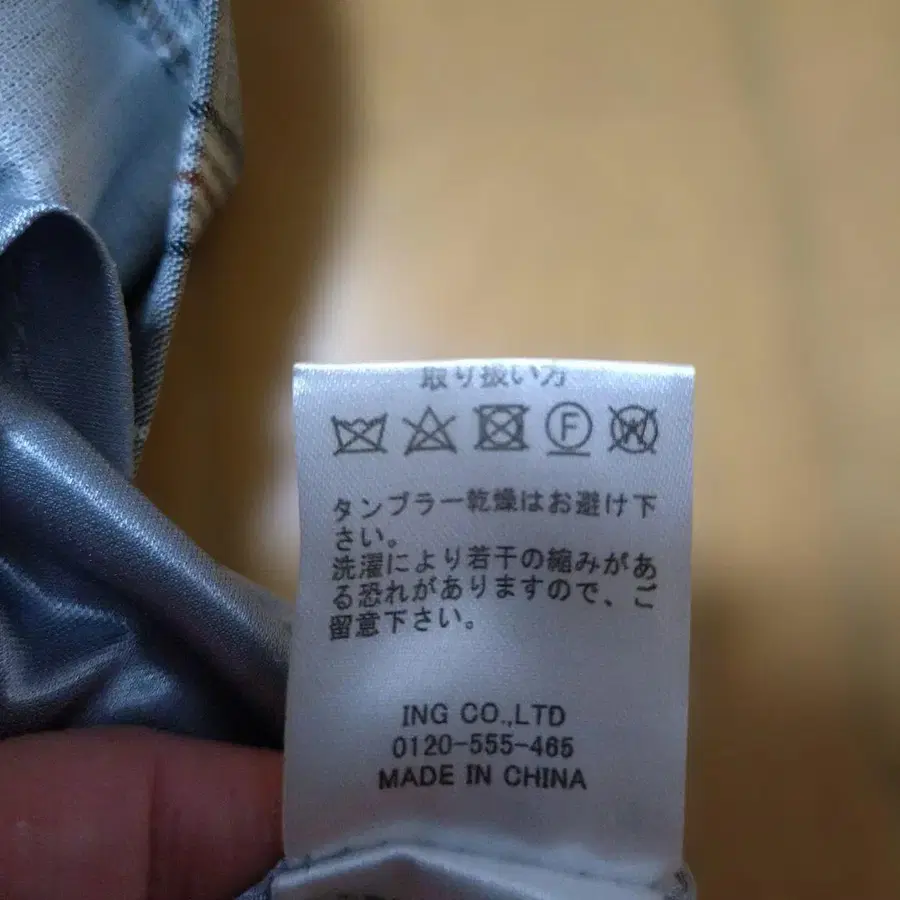 取り扱い方
F W
タンブラー乾燥はお避け下
さい。
洗濯により若干の縮みがあ
る恐れがありますので、ご
留意下さい。
ING CO.,LTD
0120-555-465
MADE IN CHINA